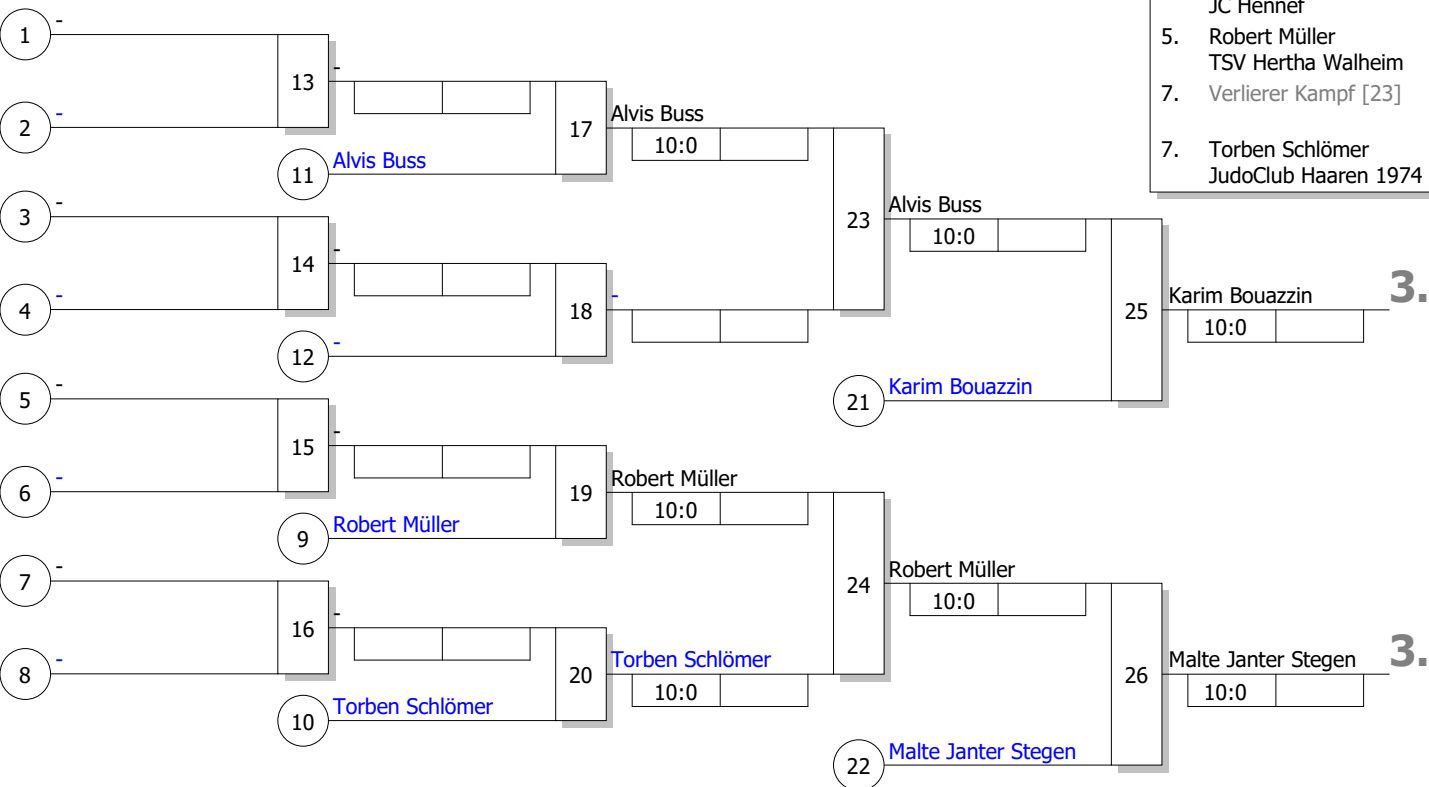 JC Hennef
5. Robert Müller
TSV Hertha Walheim
7. Verlierer Kampf [23]
7. Torben Schlömer
JudoClub Haaren 1974
1 -
13 -
2 -
17 Alvis Buss
10:0
11 Alvis Buss
3 -
23 Alvis Buss
10:0
14 -
4 -
18 -
12 -
25 Karim Bouazzin 3.
10:0
5 -
21 Karim Bouazzin
15 -
6 -
19 Robert Müller
10:0
9 Robert Müller
7 -
24 Robert Müller
10:0
16 -
8 -
20 Torben Schlömer
10:0
10 Torben Schlömer
26 Malte Janter Stegen 3.
10:0
22 Malte Janter Stegen